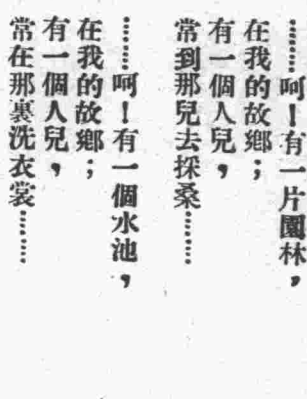 ………呵！有一片園林，
在我的故鄉；
有一個人兒，
常到那兒去採桑………
………呵！有一個水池，
在我的故鄉；
有一個人兒，
常在那裏洗衣裳………